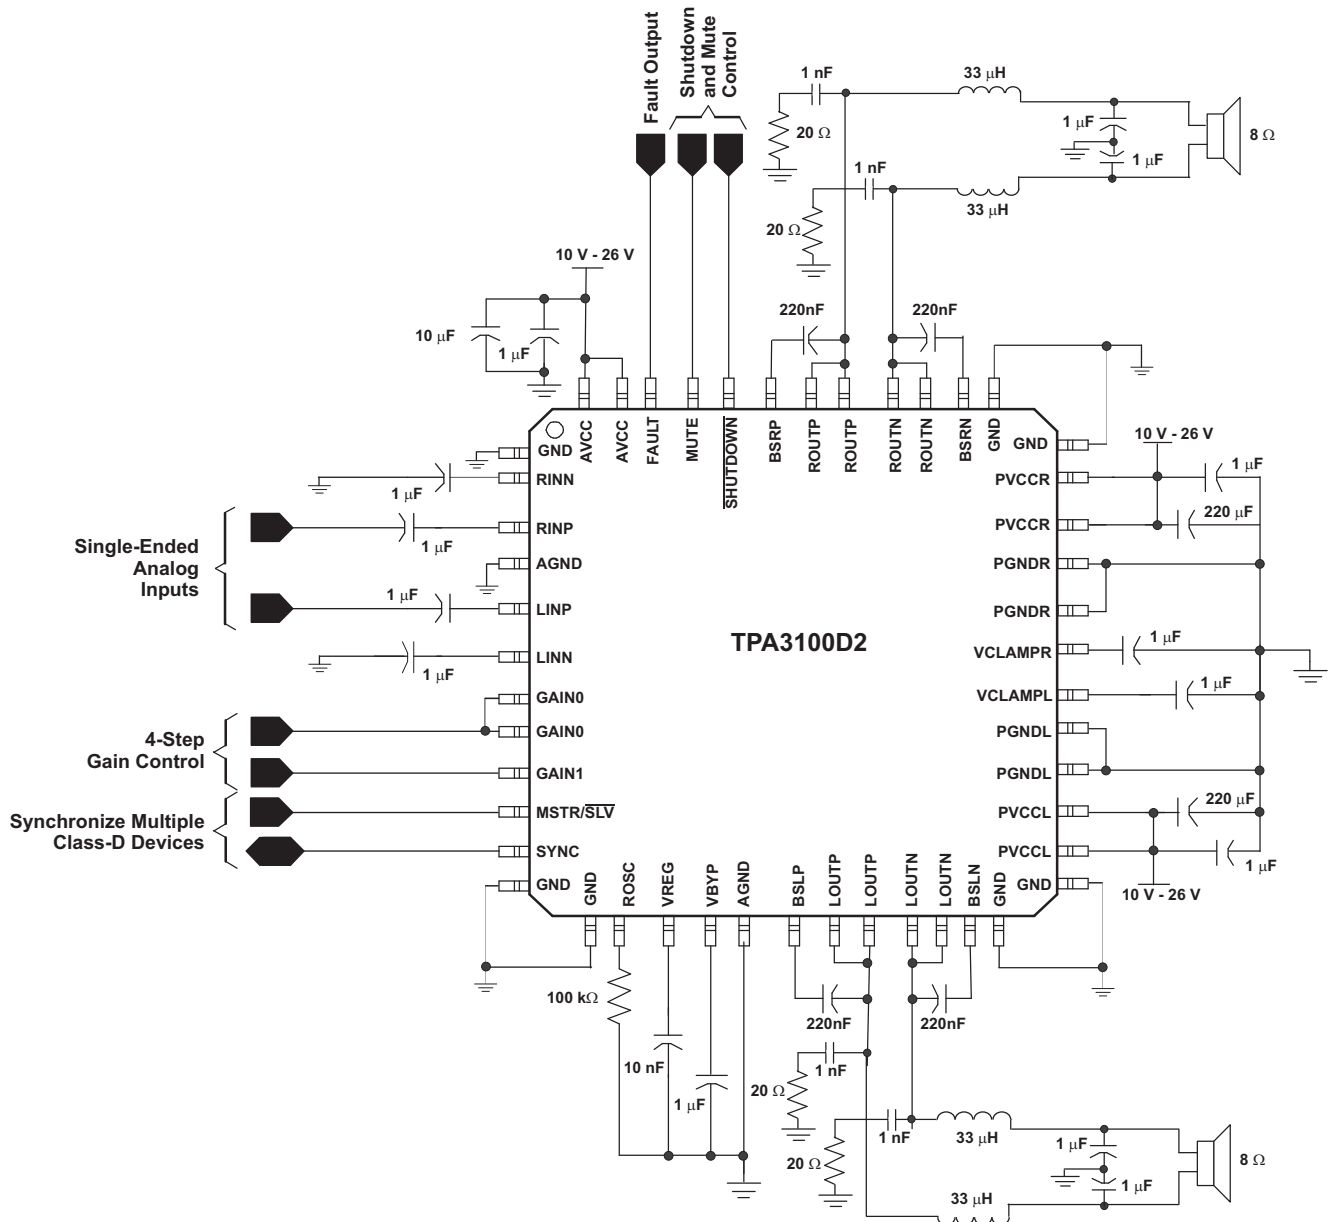 Fault Output
Shutdown
and Mute
Control
1 nF
33 μH
20 Ω
1 μF
1 μF
8 Ω
1 nF
33 μH
20 Ω
10 V - 26 V
10 μF
1 μF
220nF
220nF
AVCC
AVCC
FAULT
MUTE
SHUTDOWN
BSRP
ROUTP
ROUTP
ROUTN
ROUTN
BSRN
GND
GND
RINN
1 μF
RINP
1 μF
Single-Ended
Analog
Inputs
AGND
1 μF
LINP
LINN
1 μF
GAIN0
GAIN0
4-Step
Gain Control
GAIN1
MSTR/SLV
Synchronize Multiple
Class-D Devices
SYNC
GND
TPA3100D2
GND
10 V - 26 V
PVCCR
1 μF
PVCCR
220 μF
PGNDR
PGNDR
VCLAMPR
1 μF
VCLAMPL
1 μF
PGNDL
PGNDL
PVCCL
220 μF
PVCCL
1 μF
GND
10 V - 26 V
GND
ROSC
VREG
VBYP
AGND
BSLP
LOUTP
LOUTP
LOUTN
LOUTN
BSLN
GND
100 kΩ
220nF
220nF
10 nF
1 nF
20 Ω
1 μF
1 nF
33 μH
1 μF
8 Ω
20 Ω
1 μF
33 μH